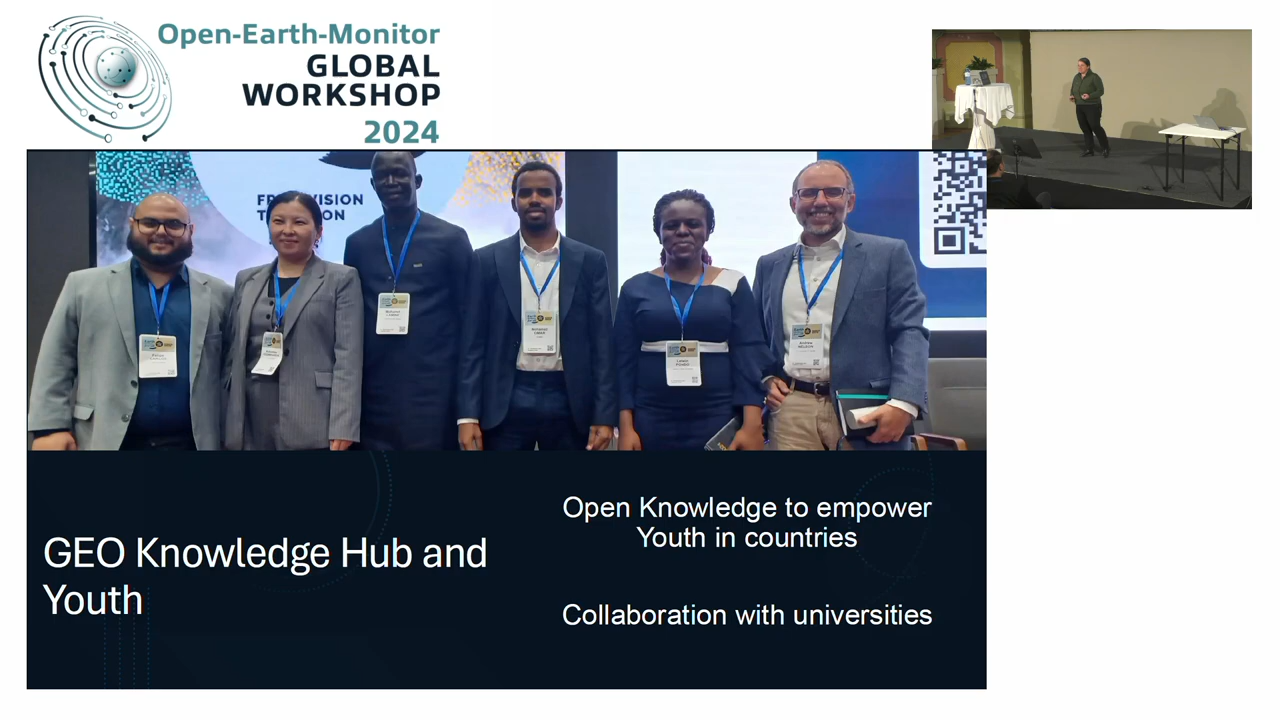 Open-Earth-Monitor
GLOBAL
WORKSHOP
2024
GEO Knowledge Hub and
Youth
Open Knowledge to empower
Youth in countries
Collaboration with universities